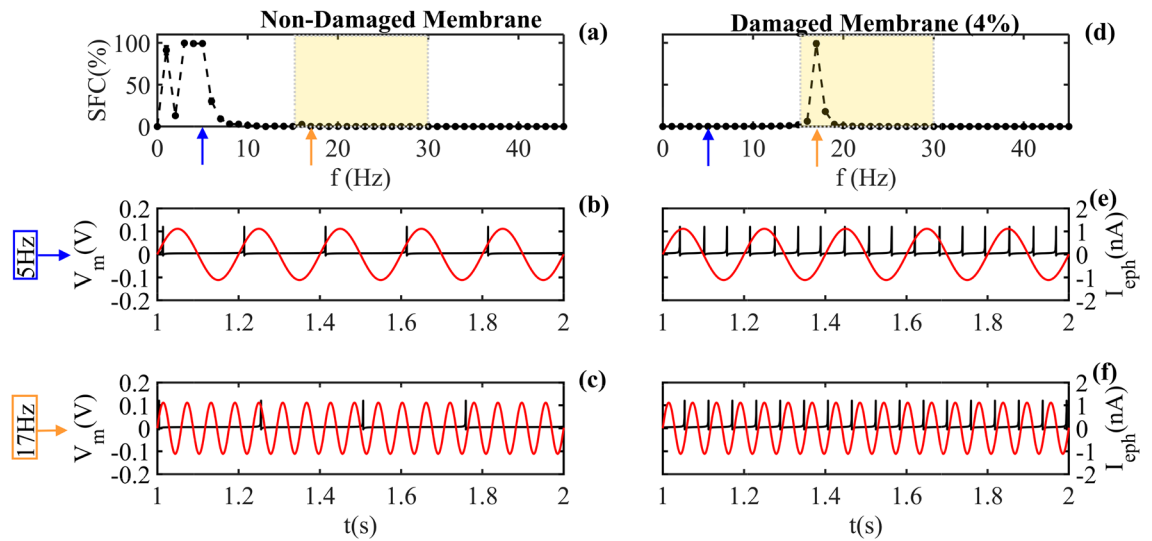 Non-Damaged Membrane
(a)
SFC(%)
100
50
0
0 20 30 40
f (Hz)
Damaged Membrane (4%)
(d)
0 10 20 30 40
f (Hz)
5Hz
(b)
V_m(V)
0.2
0.1
0
-0.1
-0.2
1 1.2 1.4 1.6 1.8 2
(e)
2
1
0
-1
-2
I_eph(nA)
1 1.2 1.4 1.6 1.8 2
17Hz
(c)
V_m(V)
0.2
0.1
0
-0.1
-0.2
1 1.2 1.4 1.6 1.8 2
t(s)
(f)
2
1
0
-1
-2
I_eph(nA)
1 1.2 1.4 1.6 1.8 2
t(s)